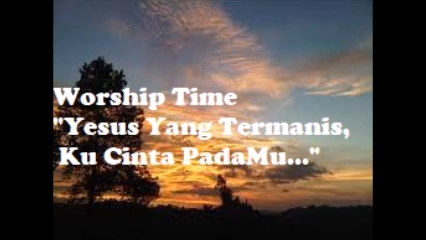 Worship Time
"Yesus Yang Termanis,
Ku Cinta PadaMu..."